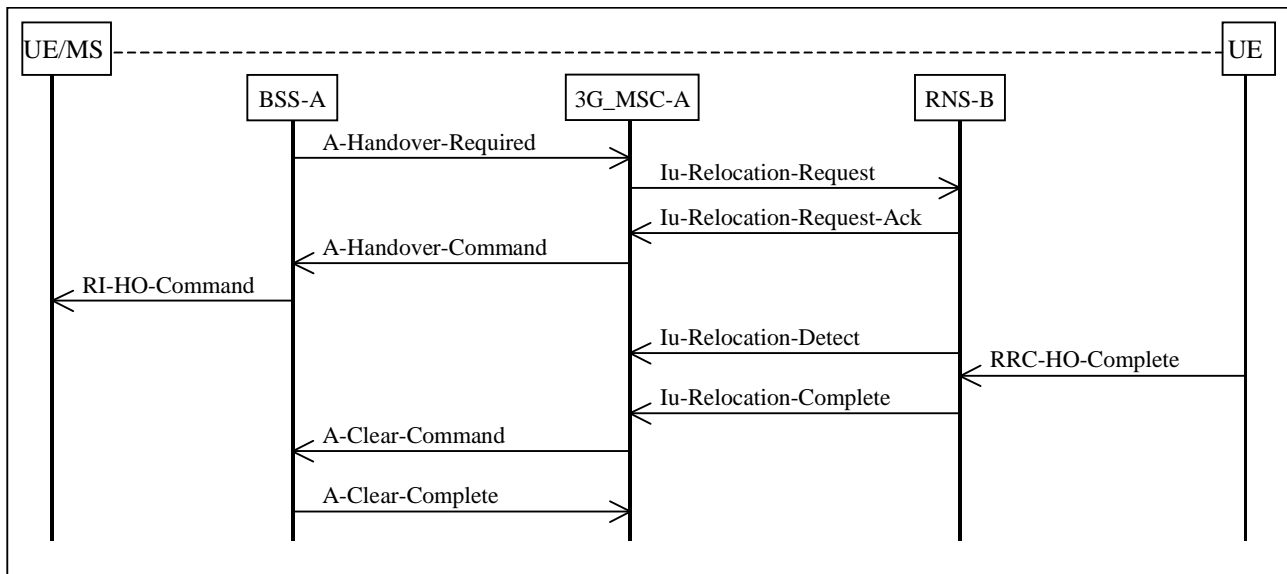 UE/MS
UE
BSS-A
3G_MSC-A
RNS-B
A-Handover-Required
Iu-Relocation-Request
Iu-Relocation-Request-Ack
A-Handover-Command
RI-HO-Command
Iu-Relocation-Detect
RRC-HO-Complete
Iu-Relocation-Complete
A-Clear-Command
A-Clear-Complete